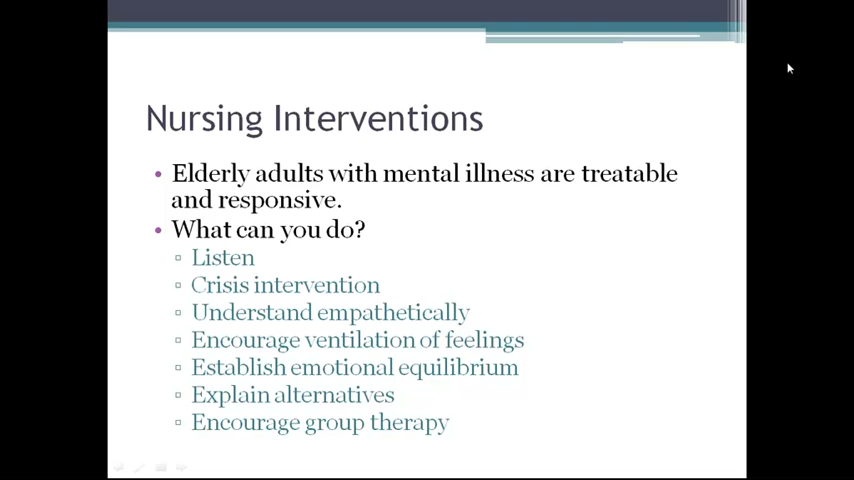 Nursing Interventions
• Elderly adults with mental illness are treatable
and responsive.
• What can you do?
▫ Listen
▫ Crisis intervention
▫ Understand empathetically
▫ Encourage ventilation of feelings
▫ Establish emotional equilibrium
▫ Explain alternatives
▫ Encourage group therapy